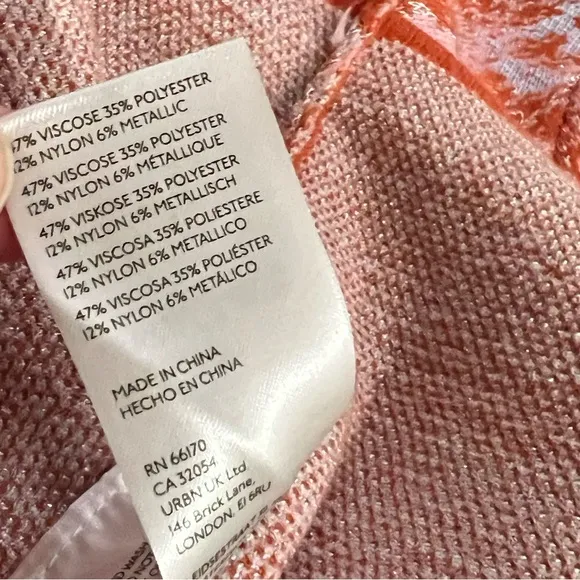 47% VISCOSE 35% POLYESTER
12% NYLON 6% METALLIC
47% VISCOSE 35% POLYESTER
12% NYLON 6% MÉTALLIQUE
47% VISKOSE 35% POLYESTER
12% NYLON 6% METALLISCH
47% VISCOSA 35% POLIESTERE
12% NYLON 6% METALLICO
47% VISCOSA 35% POLIÉSTER
12% NYLON 6% METÁLICO
MADE IN CHINA
HECHO EN CHINA
RN 66170
CA 32054
URBN UK Ltd,
146 Brick Lane,
LONDON, E1 6RU